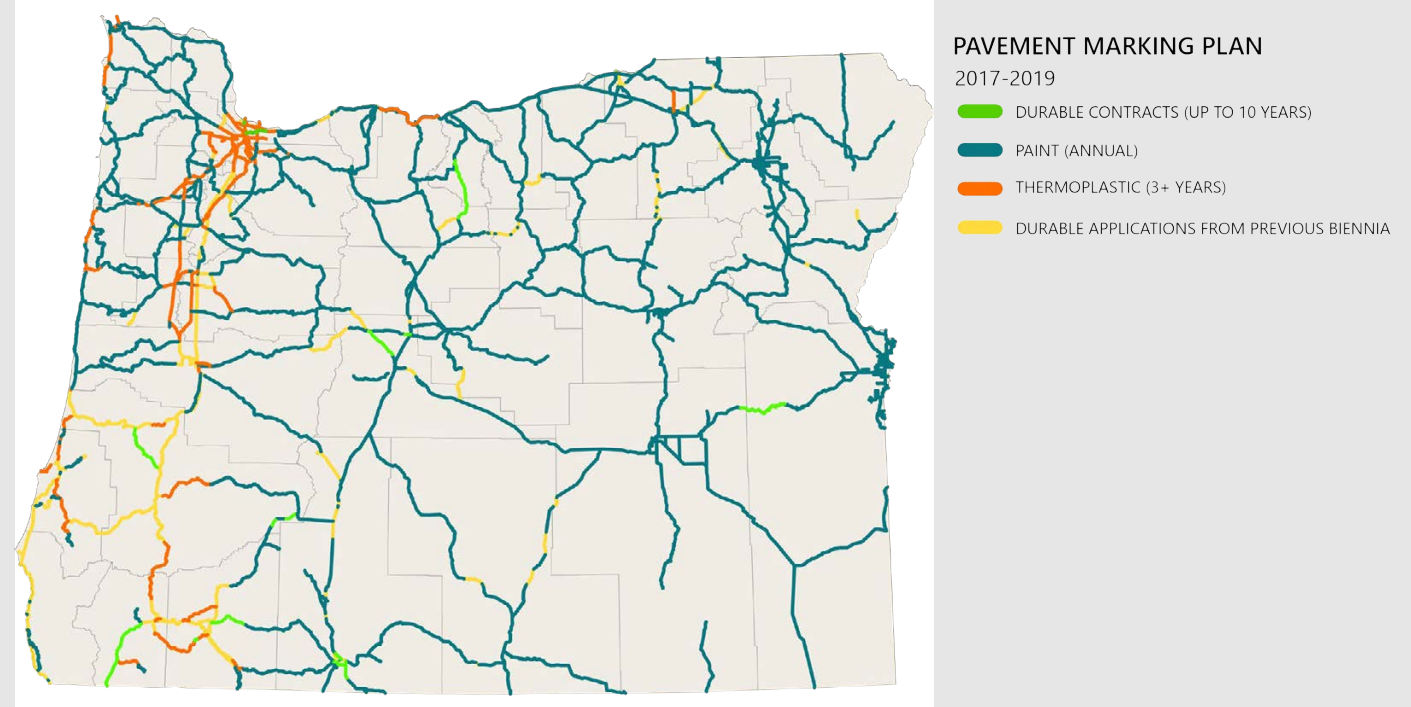 PAVEMENT MARKING PLAN
2017-2019
DURABLE CONTRACTS (UP TO 10 YEARS)
PAINT (ANNUAL)
THERMOPLASTIC (3+ YEARS)
DURABLE APPLICATIONS FROM PREVIOUS BIENNIA